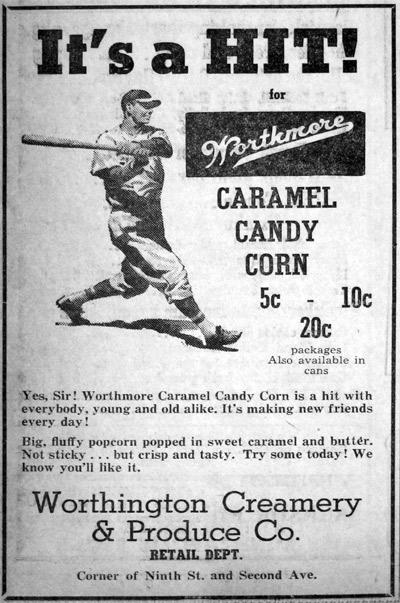 It's a HIT!
for
Worthmore
CARAMEL
CANDY
CORN
5c - 10c
20c
packages
Also available in
cans
Yes, Sir! Worthmore Caramel Candy Corn is a hit with
everybody, young and old alike. It's making new friends
every day!
Big, fluffy popcorn popped in sweet caramel and butter.
Not sticky . . . but crisp and tasty. Try some today! We
know you'll like it.
Worthington Creamery
& Produce Co.
RETAIL DEPT.
Corner of Ninth St. and Second Ave.